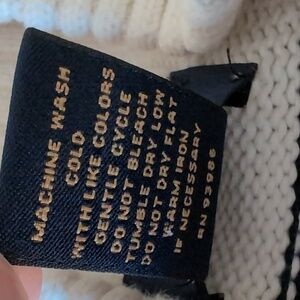 MACHINE WASH
COLD
WITH LIKE COLORS
GENTLE CYCLE
DO NOT BLEACH
TUMBLE DRY LOW
DO NOT DRY FLAT
WARM IRON
IF NECESSARY
RN 93966